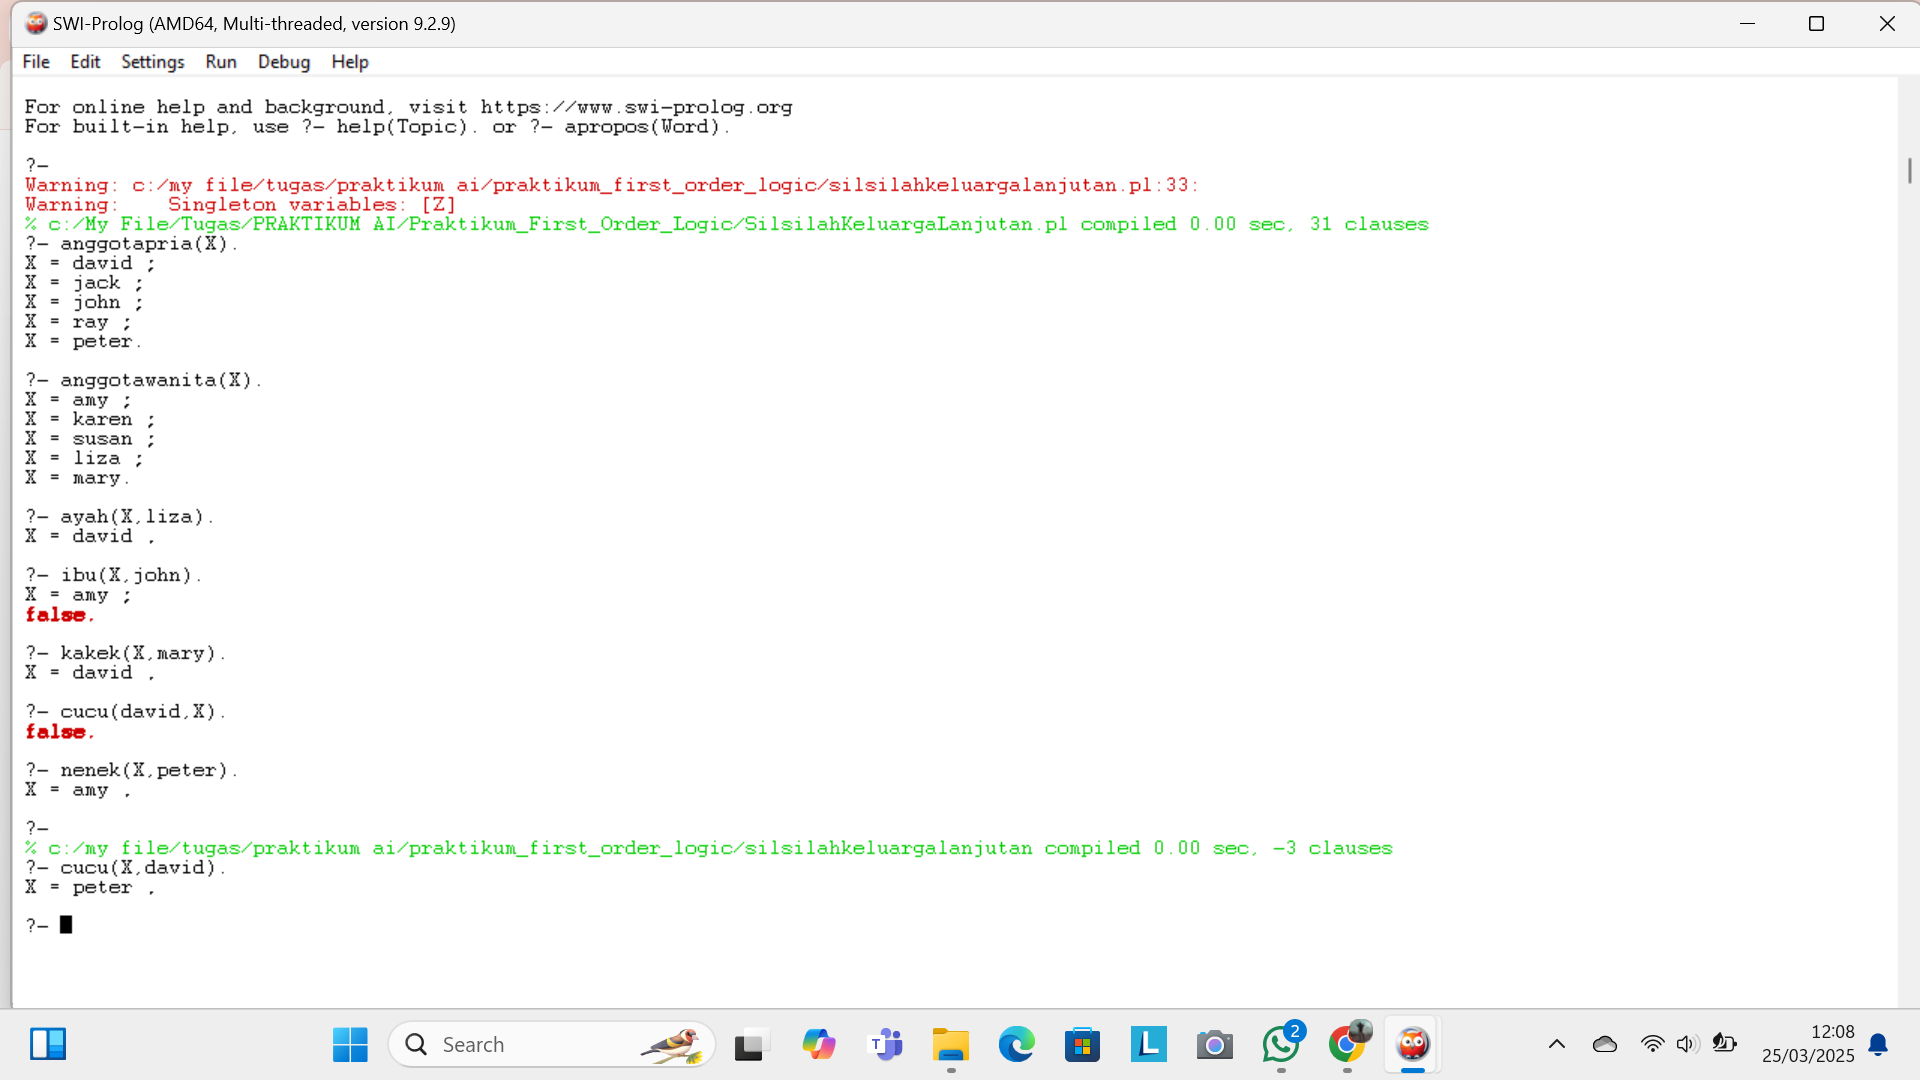 SWI-Prolog (AMD64, Multi-threaded, version 9.2.9)
File Edit Settings Run Debug Help
For online help and background, visit https://www.swi-prolog.org
For built-in help, use ?- help(Topic). or ?- apropos(Word).
?-
Warning: c:/my file/tugas/praktikum ai/praktikum_first_order_logic/silsilahkeluargalanjutan.pl:33:
Warning:    Singleton variables: [Z]
% c:/My File/Tugas/PRAKTIKUM AI/Praktikum_First_Order_Logic/SilsilahKeluargaLanjutan.pl compiled 0.00 sec, 31 clauses
?- anggotapria(X).
X = david ;
X = jack ;
X = john ;
X = ray ;
X = peter.
?- anggotawanita(X).
X = amy ;
X = karen ;
X = susan ;
X = liza ;
X = mary.
?- ayah(X,liza).
X = david .
?- ibu(X,john).
X = amy ;
false.
?- kakek(X,mary).
X = david .
?- cucu(david,X).
false.
?- nenek(X,peter).
X = amy .
?-
% c:/my file/tugas/praktikum ai/praktikum_first_order_logic/silsilahkeluargalanjutan compiled 0.00 sec, -3 clauses
?- cucu(X,david).
X = peter .
?-
Search
T
L
2
12:08
25/03/2025